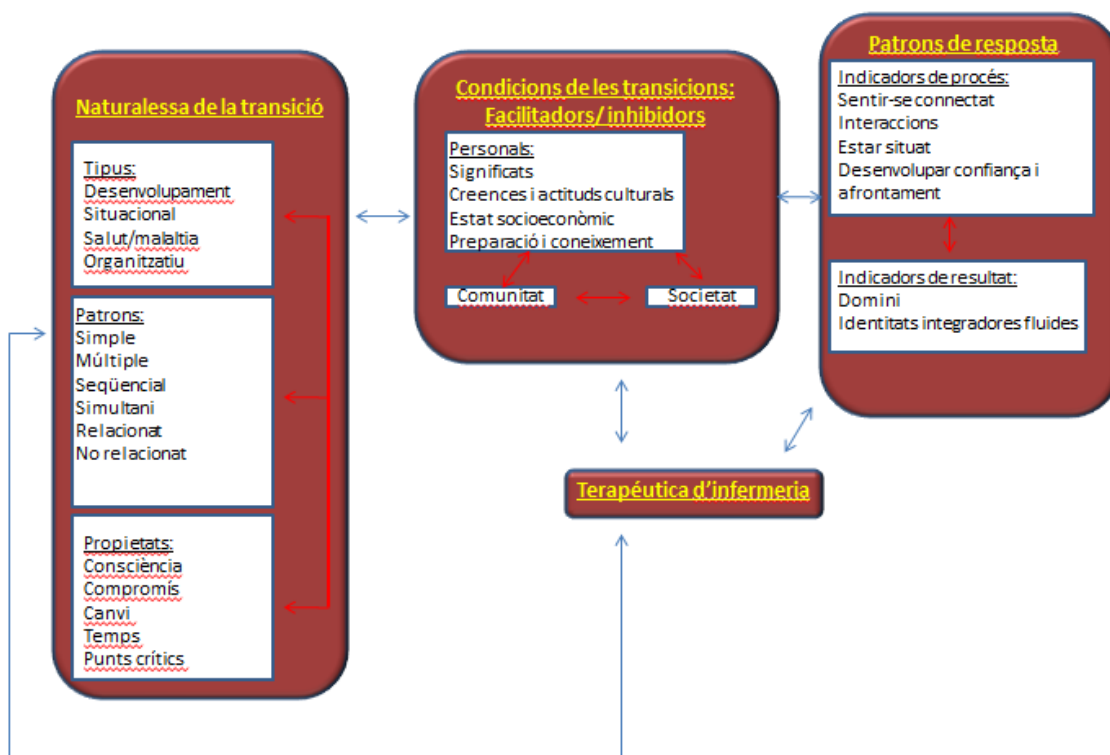 Naturalessa de la transició
Tipus:
Desenvolupament
Situacional
Salut/malaltia
Organitzatiu
Patrons:
Simple
Múltiple
Seqüencial
Simultani
Relacionat
No relacionat
Propietats:
Consciència
Compromís
Canvi
Temps
Punts crítics
Condicions de les transicions:
Facilitadors/ inhibidors
Personals:
Significats
Creences i actituds culturals
Estat socioeconòmic
Preparació i coneixement
Comunitat
Societat
Patrons de resposta
Indicadors de procés:
Sentir-se connectat
Interaccions
Estar situat
Desenvolupar confiança i
afrontament
Indicadors de resultat:
Domini
Identitats integradores fluides
Terapéutica d’infermeria